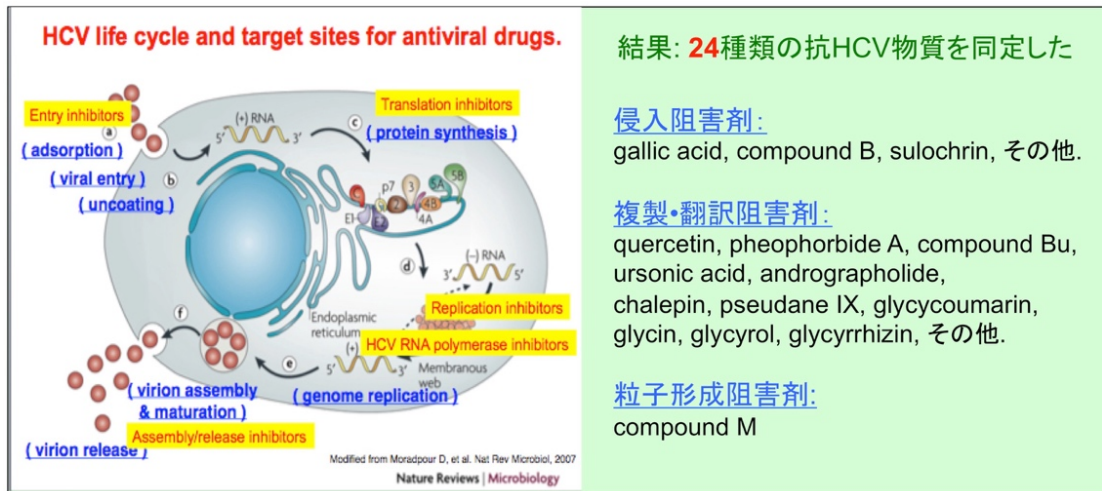 HCV life cycle and target sites for antiviral drugs.
Entry inhibitors
a
( adsorption )
( viral entry )
b
( uncoating )
(+) RNA
5′ 3′
c
Translation inhibitors
( protein synthesis )
p7
3
5A
5B
C
2
E1
E2
4B
4A
d
(–) RNA
3′ 5′
Replication inhibitors
Endoplasmic
reticulum
HCV RNA polymerase inhibitors
(+)
5′ 3′
Membranous
web
e
( genome replication )
f
(virion assembly
& maturation )
Assembly/release inhibitors
( virion release )
Modified from Moradpour D, et al. Nat Rev Microbiol, 2007
Nature Reviews | Microbiology
結果: 24種類の抗HCV物質を同定した
侵入阻害剤:
gallic acid, compound B, sulochrin, その他.
複製•翻訳阻害剤:
quercetin, pheophorbide A, compound Bu,
ursonic acid, andrographolide,
chalepin, pseudane IX, glycycoumarin,
glycin, glycyrol, glycyrrhizin, その他.
粒子形成阻害剤:
compound M